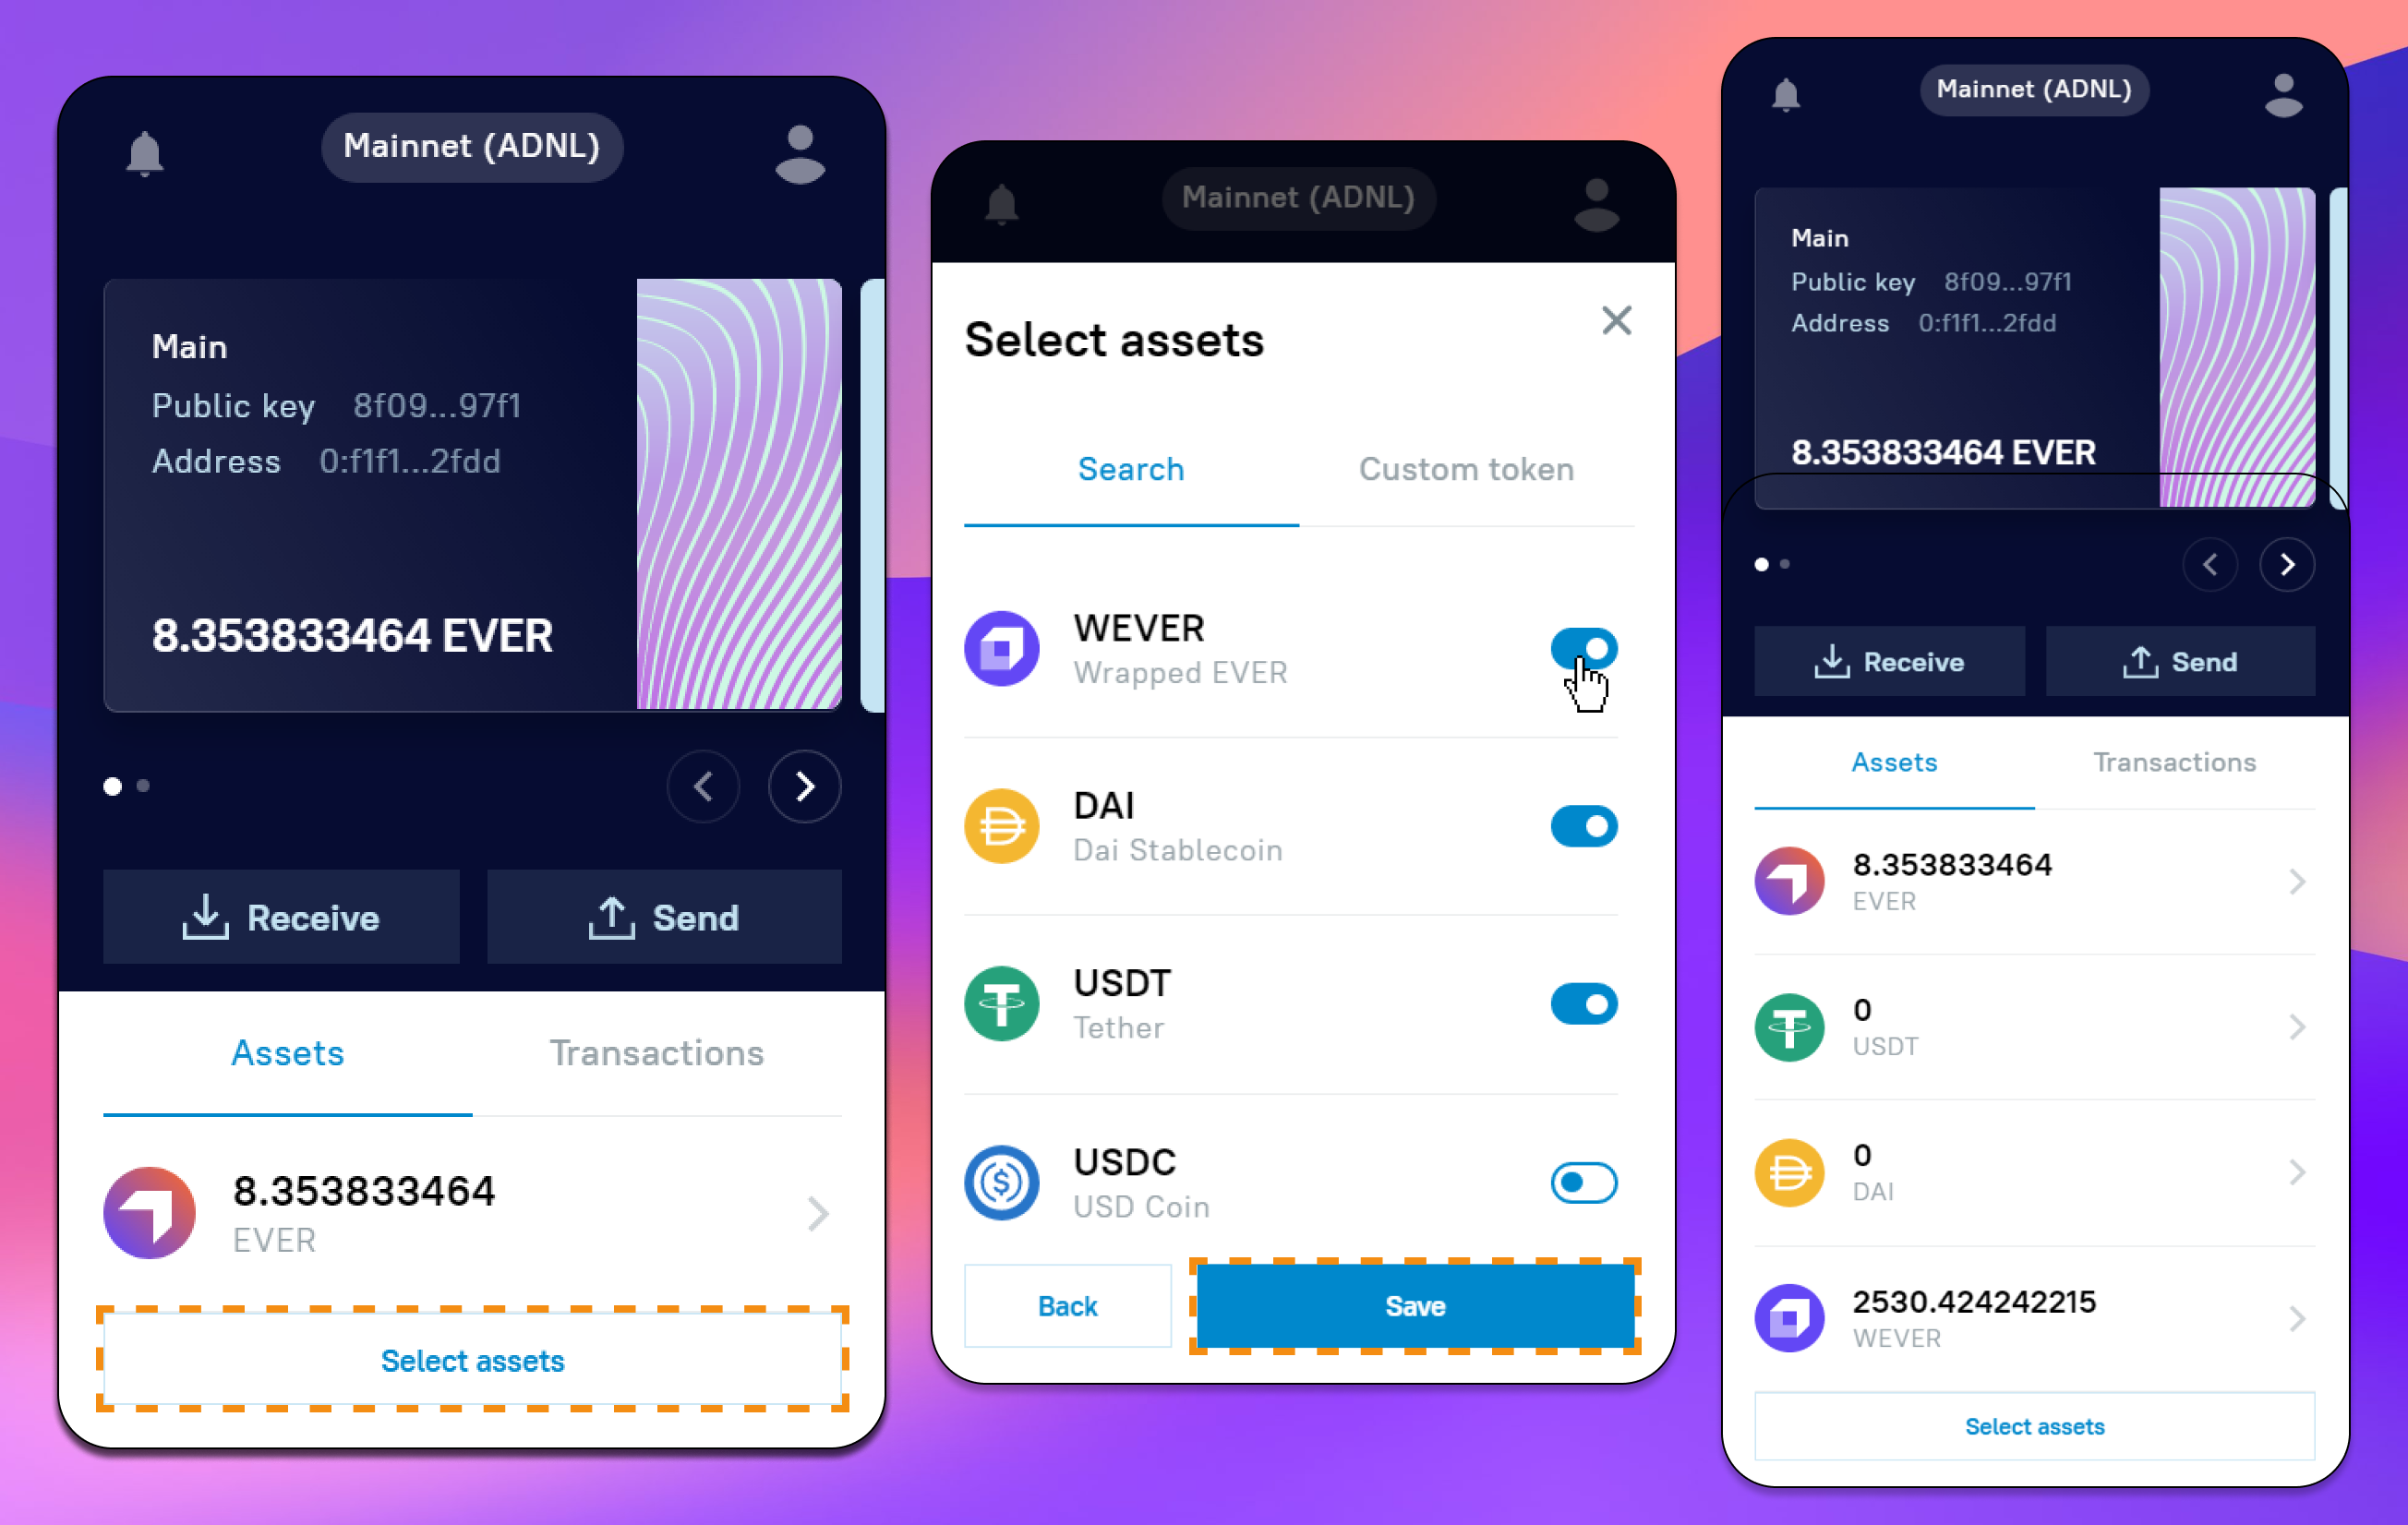 Mainnet (ADNL)
Main
Public key 8f09...97f1
Address 0:f1f1...2fdd
8.353833464 EVER
Receive
Send
Assets
Transactions
8.353833464
EVER
Select assets
Mainnet (ADNL)
Select assets
Search
Custom token
WEVER
Wrapped EVER
DAI
Dai Stablecoin
USDT
Tether
USDC
USD Coin
Back
Save
Mainnet (ADNL)
Main
Public key 8f09...97f1
Address 0:f1f1...2fdd
8.353833464 EVER
Receive
Send
Assets
Transactions
8.353833464
EVER
0
USDT
0
DAI
2530.424242215
WEVER
Select assets